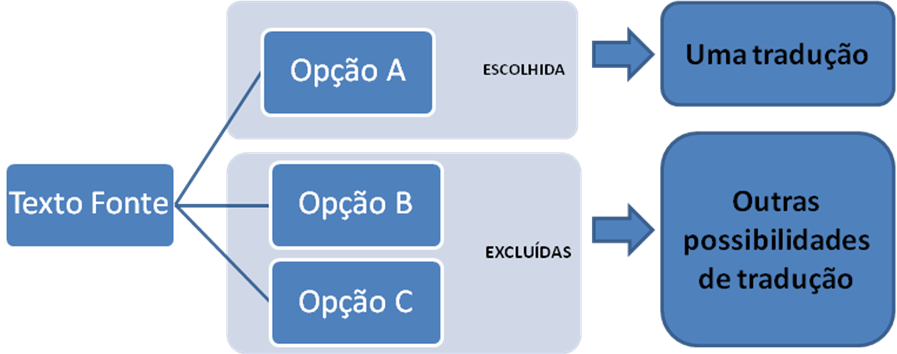 Texto Fonte
Opção A
ESCOLHIDA
Uma tradução
Opção B
Opção C
EXCLUÍDAS
Outras
possibilidades
de tradução